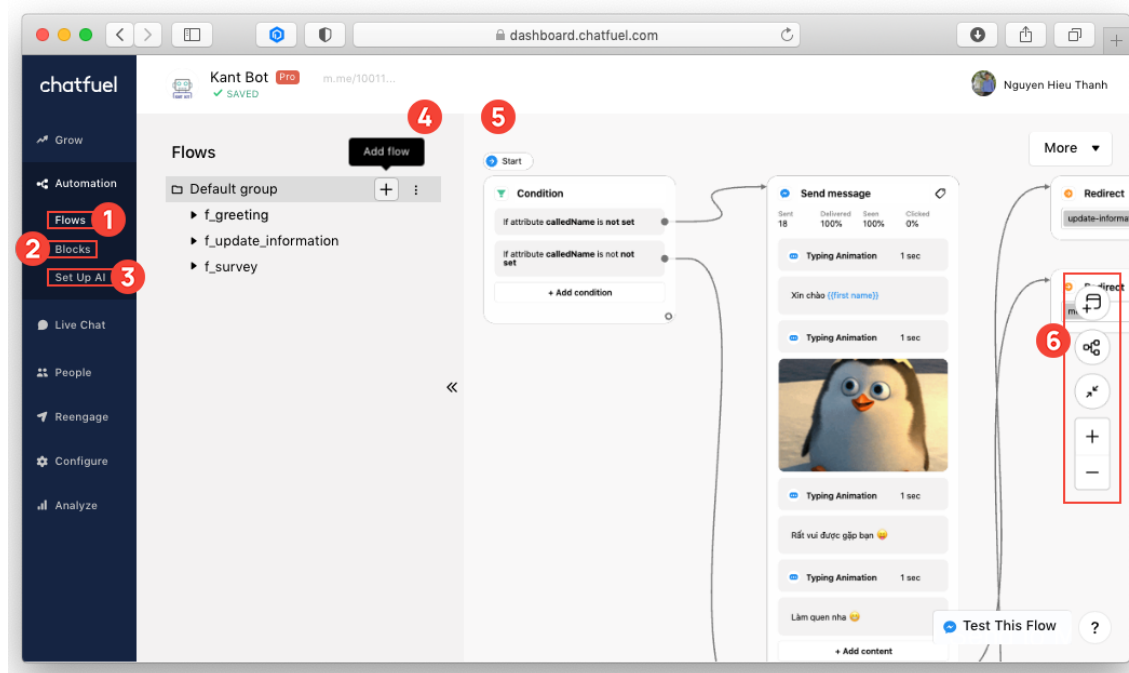 dashboard.chatfuel.com
chatfuel
Kant Bot Pro m.me/10011...
SAVED
Nguyen Hieu Thanh
Grow
Automation
Flows 1
2 Blocks
Set Up AI 3
Live Chat
People
Reengage
Configure
Analyze
4
Flows
Add flow
Default group
f_greeting
f_update_information
f_survey
5
Start
Condition
If attribute calledName is not set
If attribute calledName is not not
set
+ Add condition
Send message
Sent Delivered Seen Clicked
18 100% 100% 0%
Typing Animation 1 sec
Xin chào {{first name}}
Typing Animation 1 sec
Typing Animation 1 sec
Rất vui được gặp bạn 😛
Typing Animation 1 sec
Làm quen nha 😊
+ Add content
More
Redirect
update-informa
6
Test This Flow
?